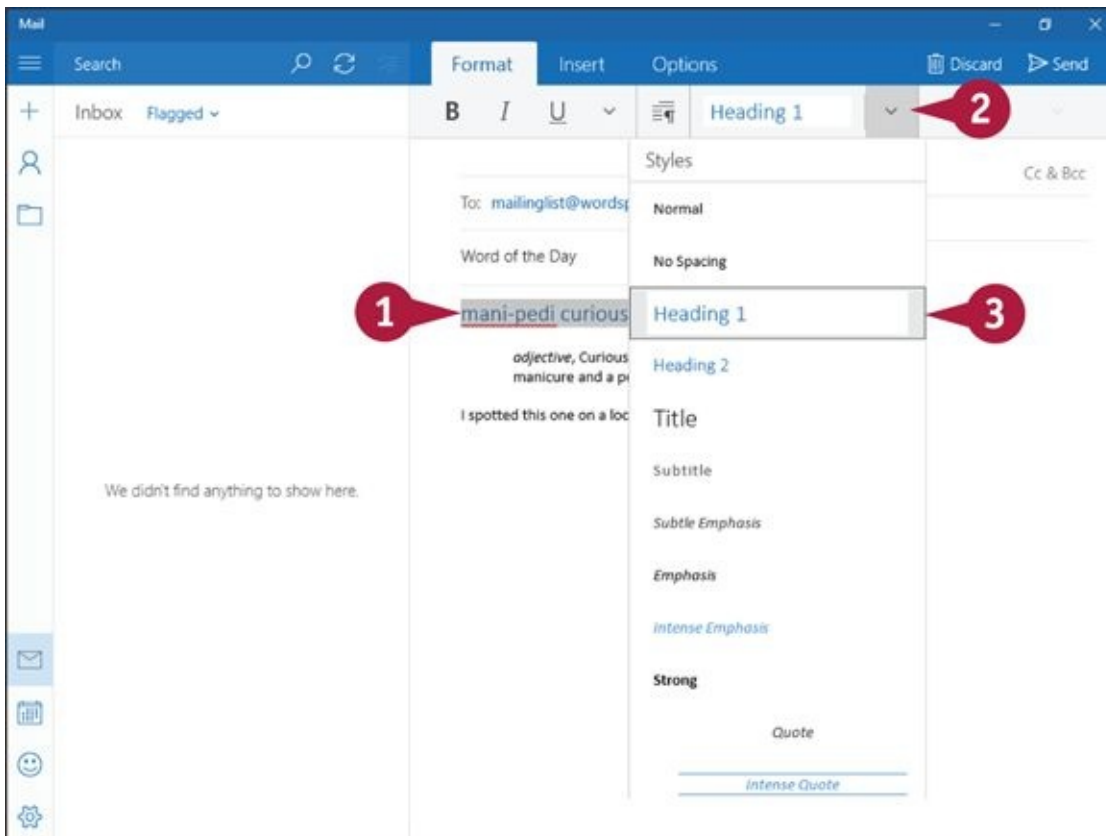 Mail
Search
Format Insert Options Discard Send
Inbox Flagged
B I U Heading 1 2
Styles
Cc & Bcc
To: mailinglist@wordsp
Normal
Word of the Day
No Spacing
1 mani-pedi curious
Heading 1 3
adjective, Curious
manicure and a pe
Heading 2
I spotted this one on a loc
Title
Subtitle
We didn't find anything to show here.
Subtle Emphasis
Emphasis
Intense Emphasis
Strong
Quote
Intense Quote